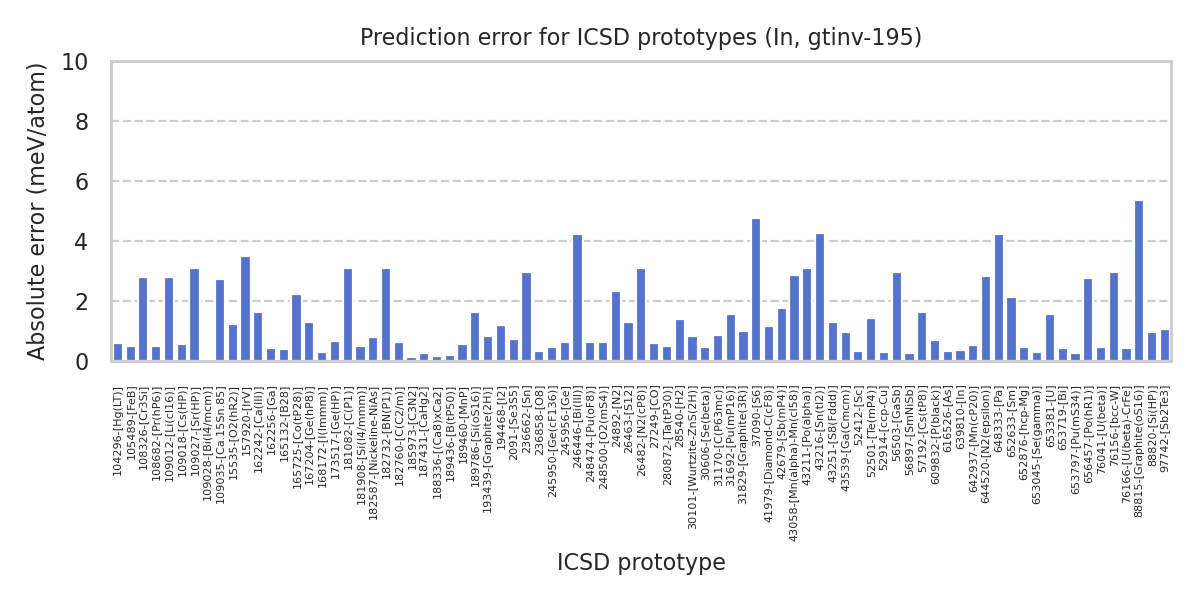 Prediction error for ICSD prototypes (In, gtinv-195)
Absolute error (meV/atom)
10
8
6
4
2
0
104296-[Hg(LT)]
105489-[FeB]
108326-[Cr3Si]
108682-[Pr(hP6)]
109012-[Li(cI16)]
109018-[Cs(HP)]
109027-[Sr(HP)]
109028-[Bi(I4/mcm)]
109035-[Ca.15Sn.85]
15535-[O2(hR2)]
157920-[IrV]
162242-[Ca(III)]
162256-[Ga]
165132-[B28]
165725-[Co(tP28)]
167204-[Ge(hP8)]
168172-[I(Immm)]
173517-[Ge(HP)]
181082-[C(P1)]
181908-[Si(I4/mmm)]
182587-[Nickeline-NiAs]
182732-[BN(P1)]
182760-[C(C2/m)]
185973-[C3N2]
187431-[CaHg2]
188336-[(Ca8)xCa2]
189436-[B(tP50)]
189460-[MnP]
189786-[Si(oS16)]
193439-[Graphite(2H)]
194468-[I2]
2091-[Se3S5]
236662-[Sn]
236858-[O8]
245950-[Ge(cF136)]
245956-[Ge]
246446-[Bi(III)]
248474-[Pu(oF8)]
248500-[O2(mS4)]
24892-[N2]
26463-[S12]
26482-[N2(cP8)]
27249-[CO]
280872-[Ta(tP30)]
28540-[H2]
30101-[Wurtzite-ZnS(2H)]
30606-[Se(beta)]
31170-[C(P63mc)]
31692-[Pu(mP16)]
31829-[Graphite(3R)]
37090-[S6]
41979-[Diamond-C(cF8)]
42679-[Sb(mP4)]
43058-[Mn(alpha)-Mn(cI58)]
43211-[Po(alpha)]
43216-[Sn(tI2)]
43251-[S8(Fddd)]
43539-[Ga(Cmcm)]
52412-[Sc]
52501-[Te(mP4)]
52914-[ccp-Cu]
56503-[GaSb]
56897-[SmNiSb]
57192-[Cs(tP8)]
609832-[P(black)]
616526-[As]
639810-[In]
642937-[Mn(cP20)]
644520-[N2(epsilon)]
648333-[Pa]
652633-[Sm]
652876-[hcp-Mg]
653045-[Se(gamma)]
653381-[U]
653719-[Bi]
653797-[Pu(mS34)]
656457-[Po(hR1)]
76041-[U(beta)]
76156-[bcc-W]
76166-[U(beta)-CrFe]
88815-[Graphite(oS16)]
88820-[Si(HP)]
97742-[Sb2Te3]
ICSD prototype